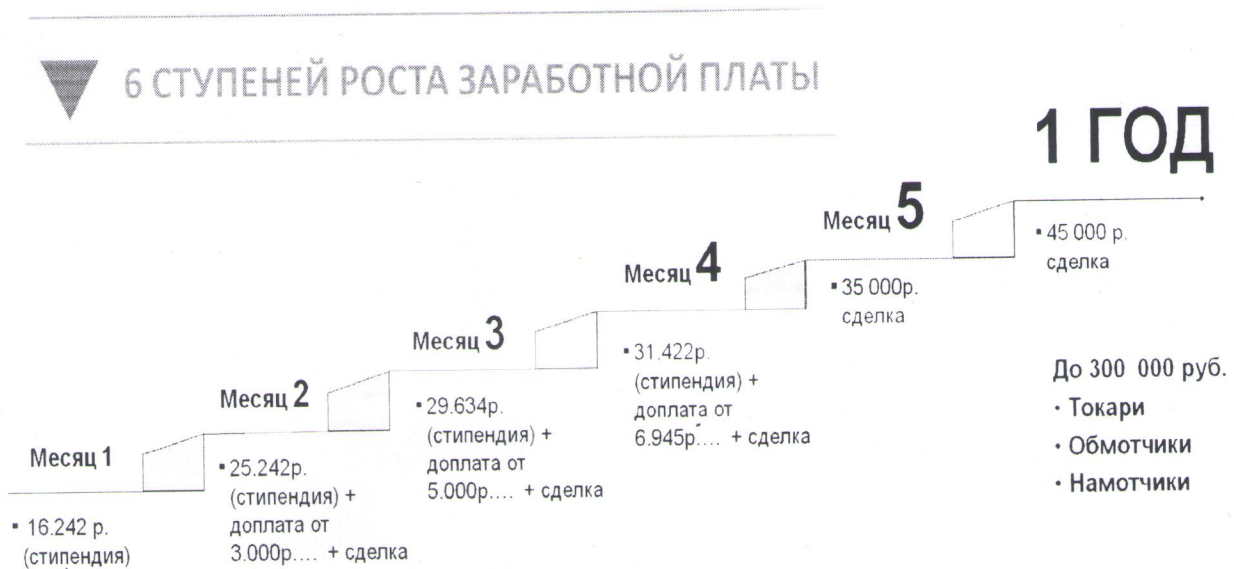 6 СТУПЕНЕЙ РОСТА ЗАРАБОТНОЙ ПЛАТЫ
1 ГОД
Месяц 1
▪ 16.242 р.
(стипендия)
Месяц 2
▪ 25.242р.
(стипендия) +
доплата от
3.000р.... + сделка
Месяц 3
▪ 29.634р.
(стипендия) +
доплата от
5.000р.... + сделка
Месяц 4
▪ 31.422р.
(стипендия) +
доплата от
6.945р.... + сделка
Месяц 5
▪ 35 000р.
сделка
▪ 45 000 р.
сделка
До 300 000 руб.
· Токари
· Обмотчики
· Намотчики